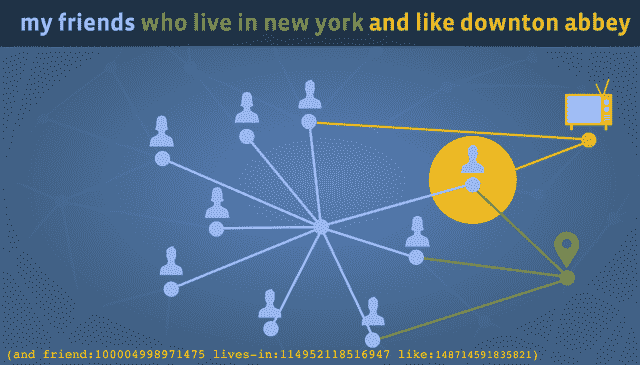 my friends who live in new york and like downton abbey
(and friend:100004998971475 lives-in:114952118516947 like:148714591835821)